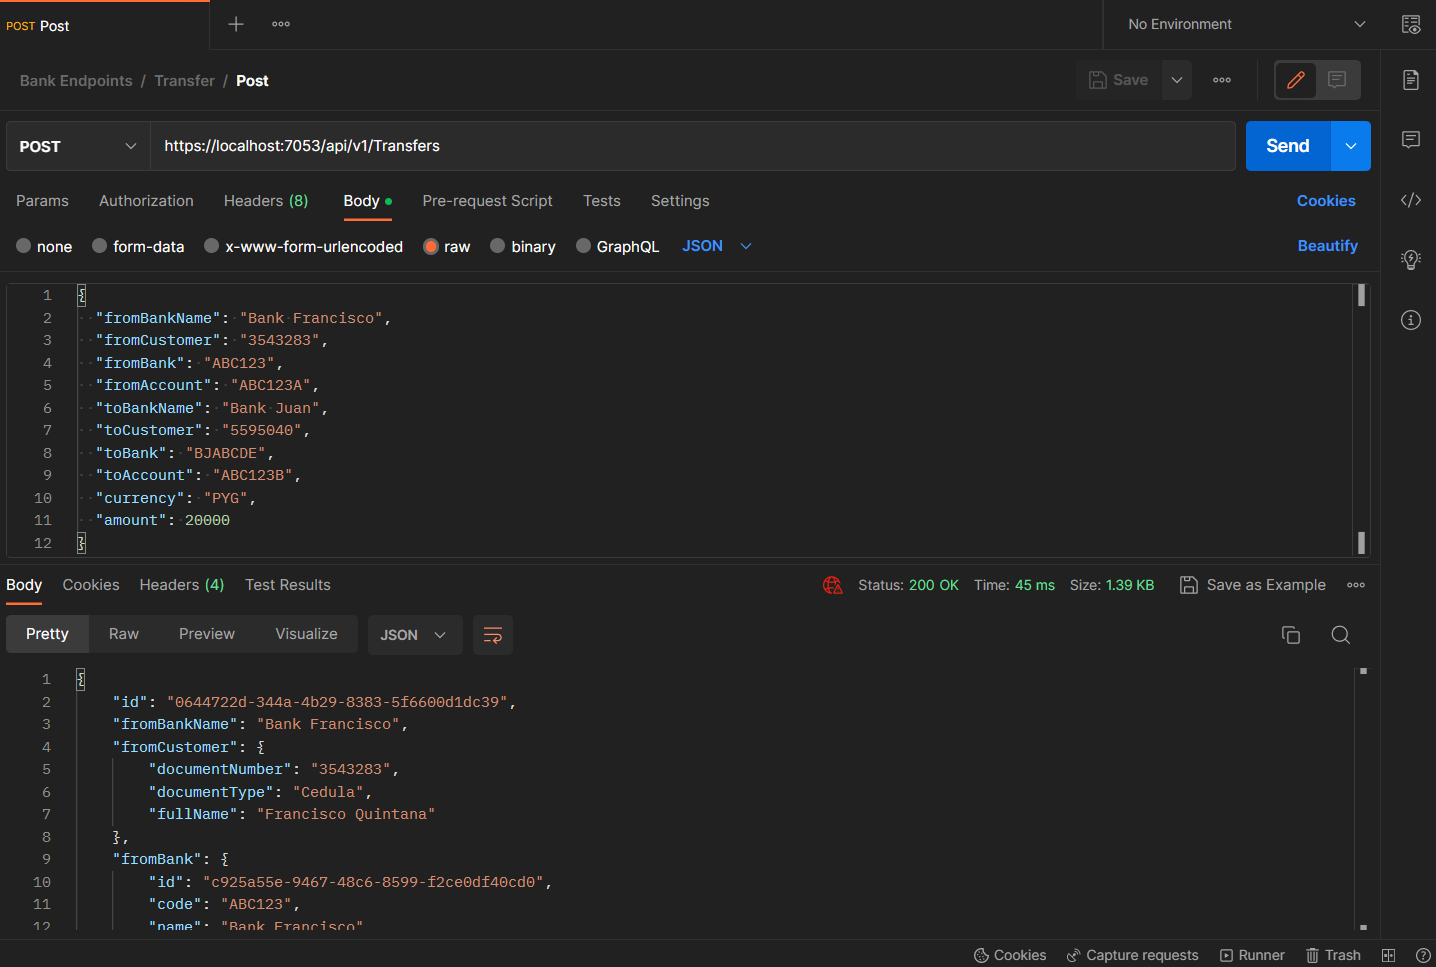 POST Post
No Environment
Bank Endpoints / Transfer / Post
Save
POST
https://localhost:7053/api/v1/Transfers
Send
Params Authorization Headers (8) Body Pre-request Script Tests Settings Cookies
none form-data x-www-form-urlencoded raw binary GraphQL JSON Beautify
1 {
2 "fromBankName": "Bank Francisco",
3 "fromCustomer": "3543283",
4 "fromBank": "ABC123",
5 "fromAccount": "ABC123A",
6 "toBankName": "Bank Juan",
7 "toCustomer": "5595040",
8 "toBank": "BJABCDE",
9 "toAccount": "ABC123B",
10 "currency": "PYG",
11 "amount": 20000
12 }
Body Cookies Headers (4) Test Results Status: 200 OK Time: 45 ms Size: 1.39 KB Save as Example
Pretty Raw Preview Visualize JSON
1 {
2 "id": "0644722d-344a-4b29-8383-5f6600d1dc39",
3 "fromBankName": "Bank Francisco",
4 "fromCustomer": {
5 "documentNumber": "3543283",
6 "documentType": "Cedula",
7 "fullName": "Francisco Quintana"
8 },
9 "fromBank": {
10 "id": "c925a55e-9467-48c6-8599-f2ce0df40cd0",
11 "code": "ABC123",
12 "name": "Bank Francisco"
Cookies Capture requests Runner Trash